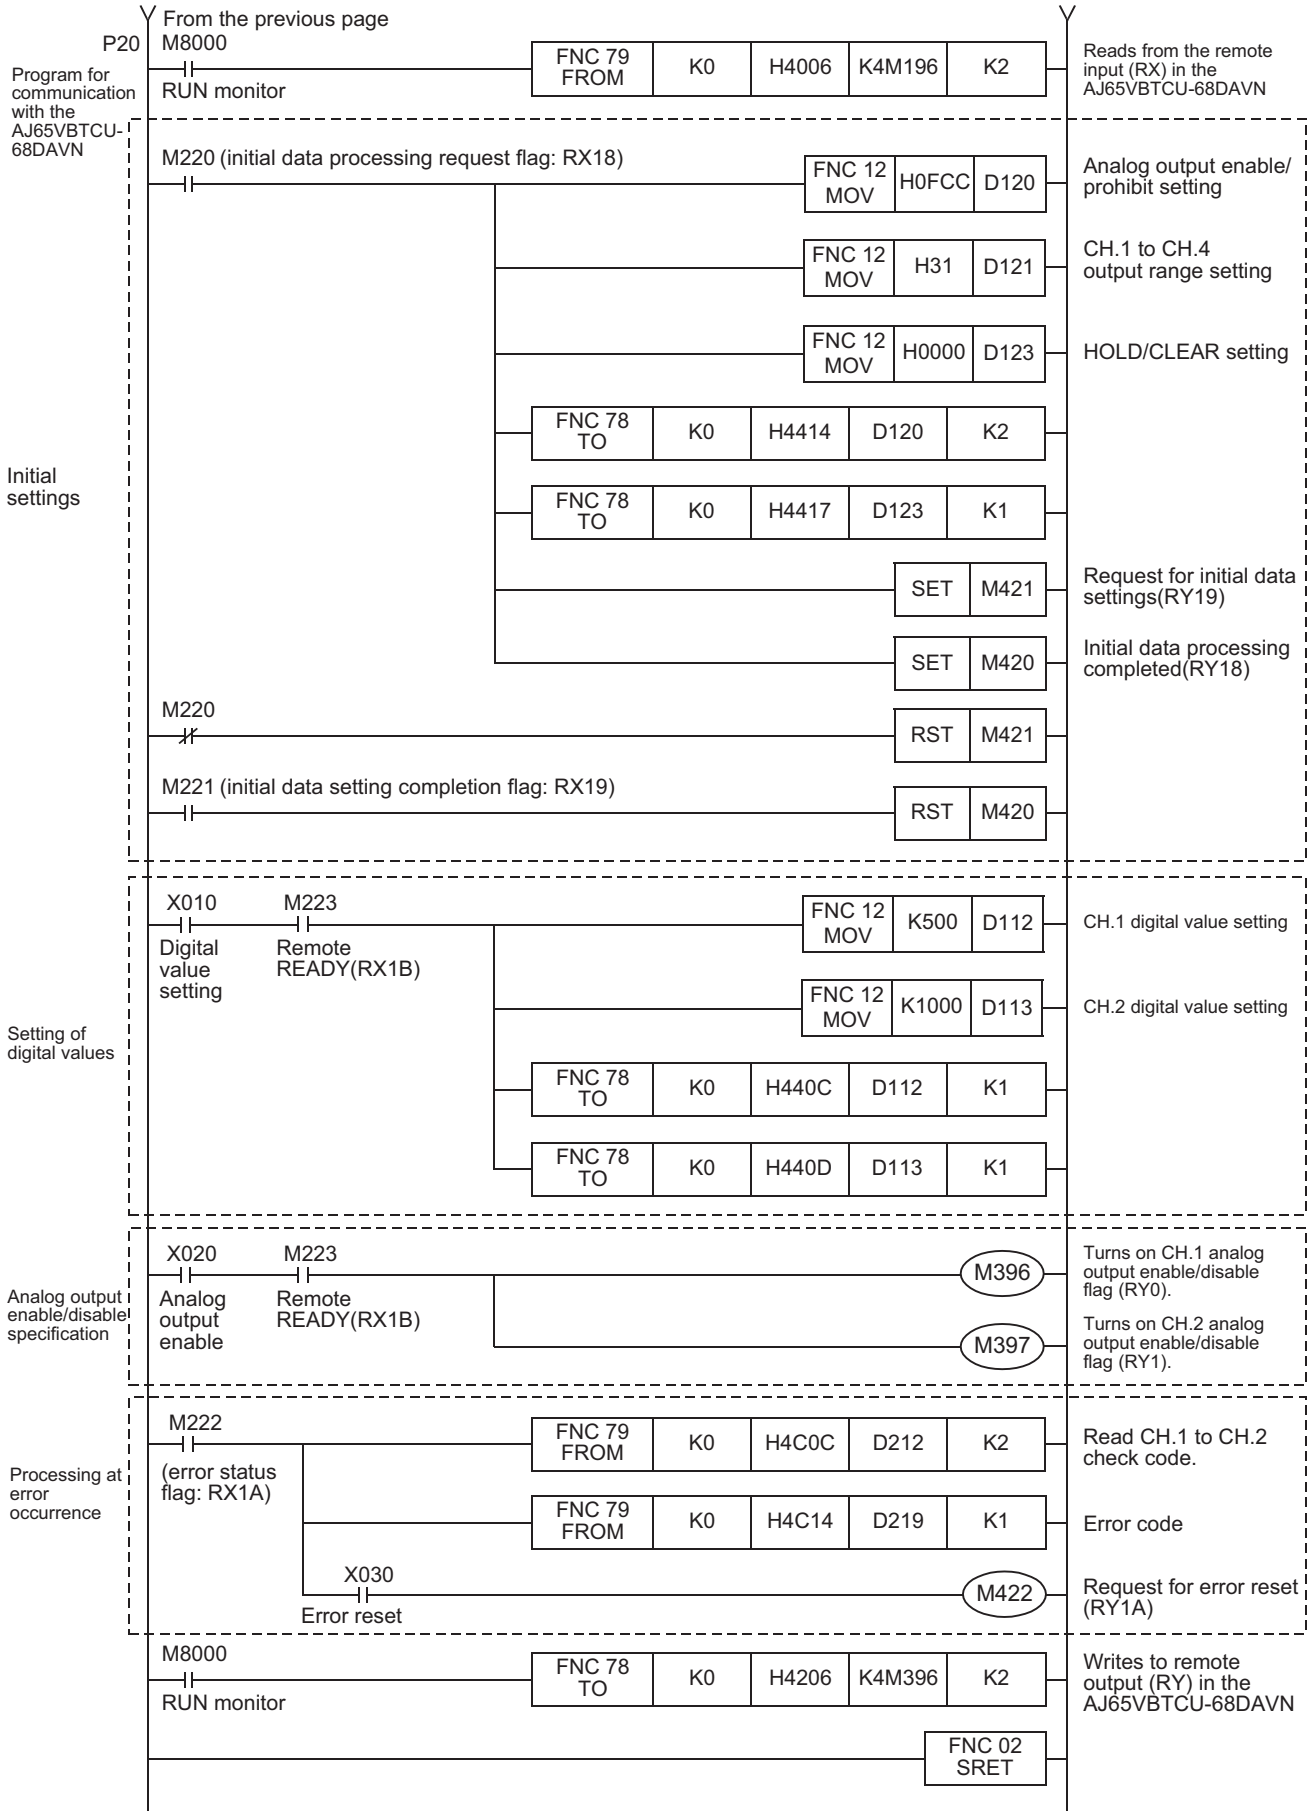 From the previous page
P20
M8000
RUN monitor
FNC 79
FROM
K0
H4006
K4M196
K2
Reads from the remote
input (RX) in the
AJ65VBTCU-68DAVN
Program for
communication
with the
AJ65VBTCU-
68DAVN
M220 (initial data processing request flag: RX18)
FNC 12
MOV
H0FCC
D120
Analog output enable/
prohibit setting
FNC 12
MOV
H31
D121
CH.1 to CH.4
output range setting
FNC 12
MOV
H0000
D123
HOLD/CLEAR setting
FNC 78
TO
K0
H4414
D120
K2
Initial
settings
FNC 78
TO
K0
H4417
D123
K1
SET
M421
Request for initial data
settings(RY19)
SET
M420
Initial data processing
completed(RY18)
M220
RST
M421
M221 (initial data setting completion flag: RX19)
RST
M420
X010
Digital
value
setting
M223
Remote
READY(RX1B)
FNC 12
MOV
K500
D112
CH.1 digital value setting
FNC 12
MOV
K1000
D113
CH.2 digital value setting
Setting of
digital values
FNC 78
TO
K0
H440C
D112
K1
FNC 78
TO
K0
H440D
D113
K1
X020
Analog
output
enable
M223
Remote
READY(RX1B)
M396
Turns on CH.1 analog
output enable/disable
flag (RY0).
Analog output
enable/disable
specification
M397
Turns on CH.2 analog
output enable/disable
flag (RY1).
M222
(error status
flag: RX1A)
FNC 79
FROM
K0
H4C0C
D212
K2
Read CH.1 to CH.2
check code.
Processing at
error
occurrence
FNC 79
FROM
K0
H4C14
D219
K1
Error code
X030
Error reset
M422
Request for error reset
(RY1A)
M8000
RUN monitor
FNC 78
TO
K0
H4206
K4M396
K2
Writes to remote
output (RY) in the
AJ65VBTCU-68DAVN
FNC 02
SRET